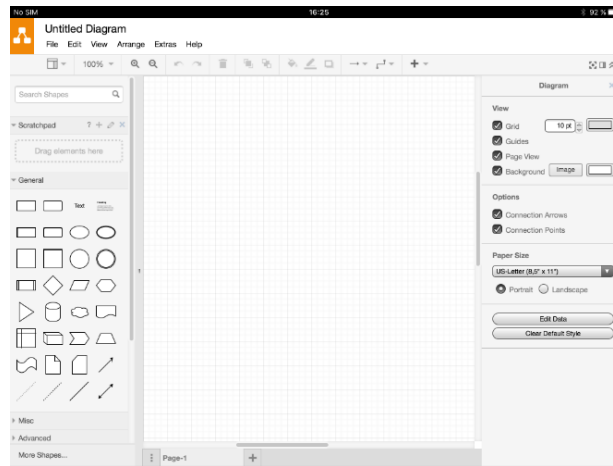 No SIM 16:25 92 %
Untitled Diagram
File Edit View Arrange Extras Help
100%
Search Shapes
Scratchpad ? + ×
Drag elements here
General
Text
Misc
Advanced
More Shapes...
Page-1 +
Diagram ×
View
Grid 10 pt
Guides
Page View
Background Image
Options
Connection Arrows
Connection Points
Paper Size
US-Letter (8,5" x 11")
Portrait Landscape
Edit Data
Clear Default Style